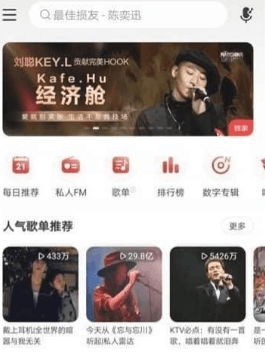 最佳损友 - 陈奕迅
刘聪KEY.L 贡献完美HOOK
Kafe.Hu
经济舱
独家
每日推荐
私人FM
歌单
排行榜
数字专辑
人气歌单推荐
更多
433万
29.8亿
5426万
戴上耳机|全世界的喧
嚣与我无关
今天从《忘与忘川》
听起|私人雷达
KTV必点：有没有一首
歌，唱着唱着就泪奔